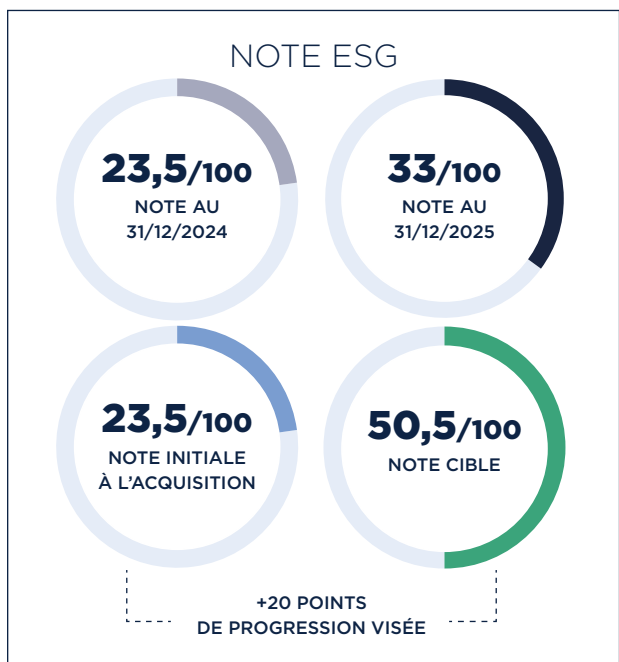 NOTE ESG
23,5/100
NOTE AU
31/12/2024
33/100
NOTE AU
31/12/2025
23,5/100
NOTE INITIALE
À L’ACQUISITION
50,5/100
NOTE CIBLE
+20 POINTS
DE PROGRESSION VISÉE